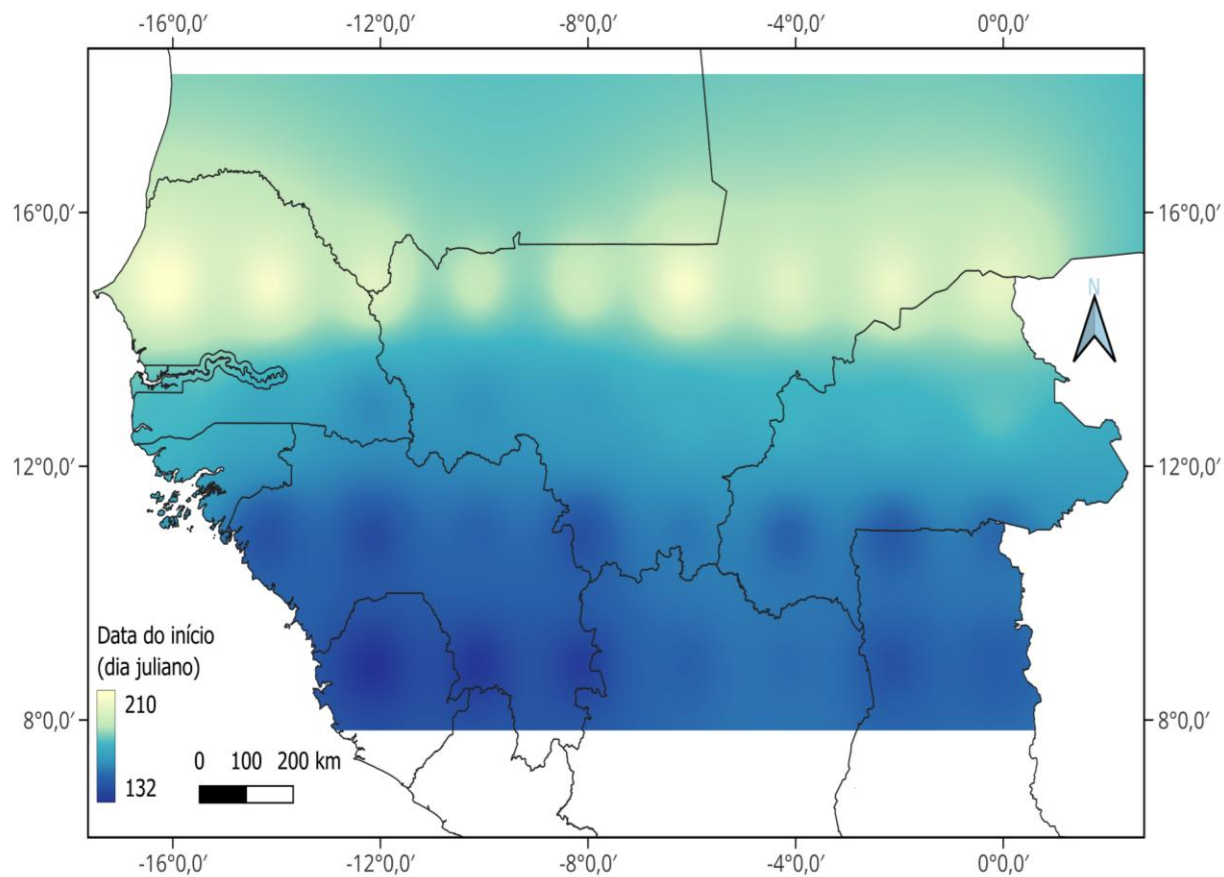 -16°0,0′ -12°0,0′ -8°0,0′ -4°0,0′ 0°0,0′
16°0,0′ 16°0,0′
N
12°0,0′ 12°0,0′
Data do início
(dia juliano)
210
8°0,0′ 8°0,0′
0 100 200 km
132
-16°0,0′ -12°0,0′ -8°0,0′ -4°0,0′ 0°0,0′